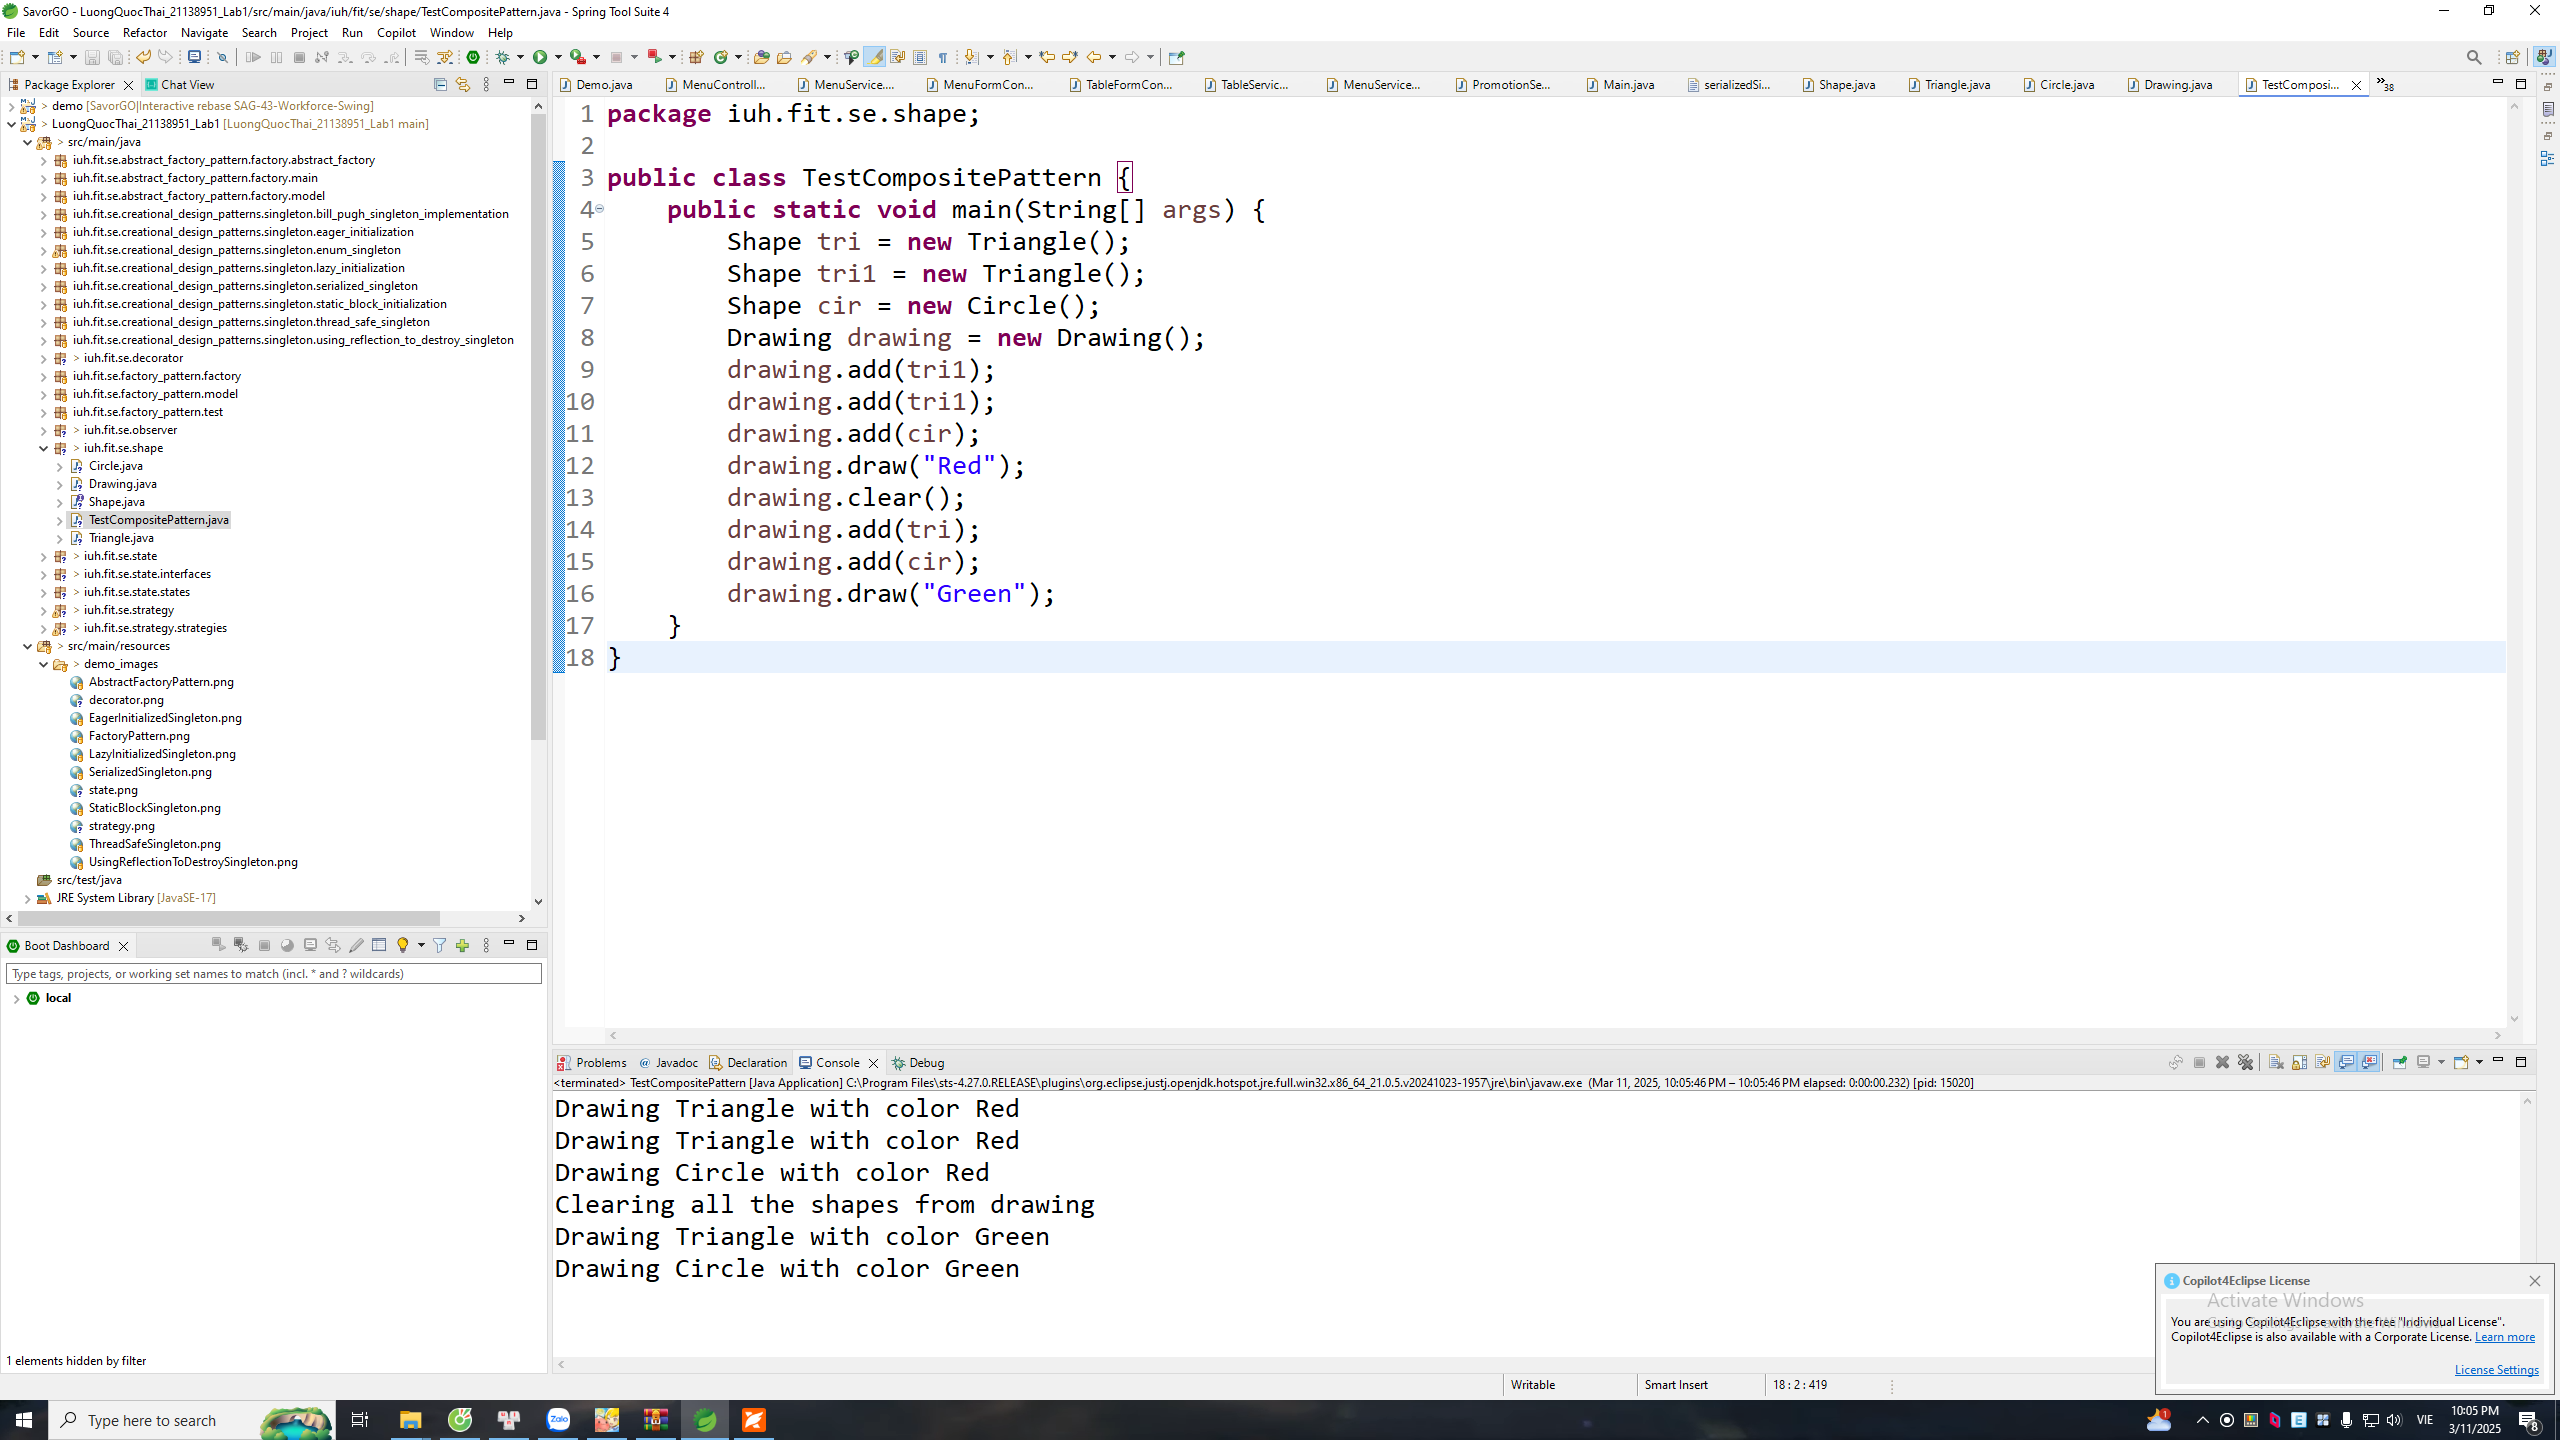 SavorGO - LuongQuocThai_21138951_Lab1/src/main/java/iuh/fit/se/shape/TestCompositePattern.java - Spring Tool Suite 4
File Edit Source Refactor Navigate Search Project Run Copilot Window Help
Package Explorer
Chat View
demo [SavorGO|Interactive rebase SAG-43-Workforce-Swing]
LuongQuocThai_21138951_Lab1 [LuongQuocThai_21138951_Lab1 main]
src/main/java
iuh.fit.se.abstract_factory_pattern.factory.abstract_factory
iuh.fit.se.abstract_factory_pattern.factory.main
iuh.fit.se.abstract_factory_pattern.factory.model
iuh.fit.se.creational_design_patterns.singleton.bill_pugh_singleton_implementation
iuh.fit.se.creational_design_patterns.singleton.eager_initialization
iuh.fit.se.creational_design_patterns.singleton.enum_singleton
iuh.fit.se.creational_design_patterns.singleton.lazy_initialization
iuh.fit.se.creational_design_patterns.singleton.serialized_singleton
iuh.fit.se.creational_design_patterns.singleton.static_block_initialization
iuh.fit.se.creational_design_patterns.singleton.thread_safe_singleton
iuh.fit.se.creational_design_patterns.singleton.using_reflection_to_destroy_singleton
> iuh.fit.se.decorator
iuh.fit.se.factory_pattern.factory
iuh.fit.se.factory_pattern.model
iuh.fit.se.factory_pattern.test
> iuh.fit.se.observer
> iuh.fit.se.shape
Circle.java
Drawing.java
Shape.java
TestCompositePattern.java
Triangle.java
> iuh.fit.se.state
> iuh.fit.se.state.interfaces
> iuh.fit.se.state.states
> iuh.fit.se.strategy
> iuh.fit.se.strategy.strategies
> src/main/resources
> demo_images
AbstractFactoryPattern.png
decorator.png
EagerInitializedSingleton.png
FactoryPattern.png
LazyInitializedSingleton.png
SerializedSingleton.png
state.png
StaticBlockSingleton.png
strategy.png
ThreadSafeSingleton.png
UsingReflectionToDestroySingleton.png
src/test/java
JRE System Library [JavaSE-17]
Boot Dashboard
Type tags, projects, or working set names to match (incl. * and ? wildcards)
local
1 elements hidden by filter
Demo.java MenuControll... MenuService.... MenuFormCon... TableFormCon... TableServic... MenuService... PromotionSe... Main.java serializedSi... Shape.java Triangle.java Circle.java Drawing.java TestComposi... 38
1 package iuh.fit.se.shape;
2
3 public class TestCompositePattern {
4 public static void main(String[] args) {
5 Shape tri = new Triangle();
6 Shape tri1 = new Triangle();
7 Shape cir = new Circle();
8 Drawing drawing = new Drawing();
9 drawing.add(tri1);
10 drawing.add(tri1);
11 drawing.add(cir);
12 drawing.draw("Red");
13 drawing.clear();
14 drawing.add(tri);
15 drawing.add(cir);
16 drawing.draw("Green");
17 }
18 }
Problems Javadoc Declaration Console Debug
<terminated> TestCompositePattern [Java Application] C:\Program Files\sts-4.27.0.RELEASE\plugins\org.eclipse.justj.openjdk.hotspot.jre.full.win32.x86_64_21.0.5.v20241023-1957\jre\bin\javaw.exe (Mar 11, 2025, 10:05:46 PM – 10:05:46 PM elapsed: 0:00:00.232) [pid: 15020]
Drawing Triangle with color Red
Drawing Triangle with color Red
Drawing Circle with color Red
Clearing all the shapes from drawing
Drawing Triangle with color Green
Drawing Circle with color Green
Copilot4Eclipse License
Activate Windows
You are using Copilot4Eclipse with the free "Individual License".
Copilot4Eclipse is also available with a Corporate License. Learn more
License Settings
Writable Smart Insert 18 : 2 : 419
Type here to search
Zalo
VIE
10:05 PM
3/11/2025
8